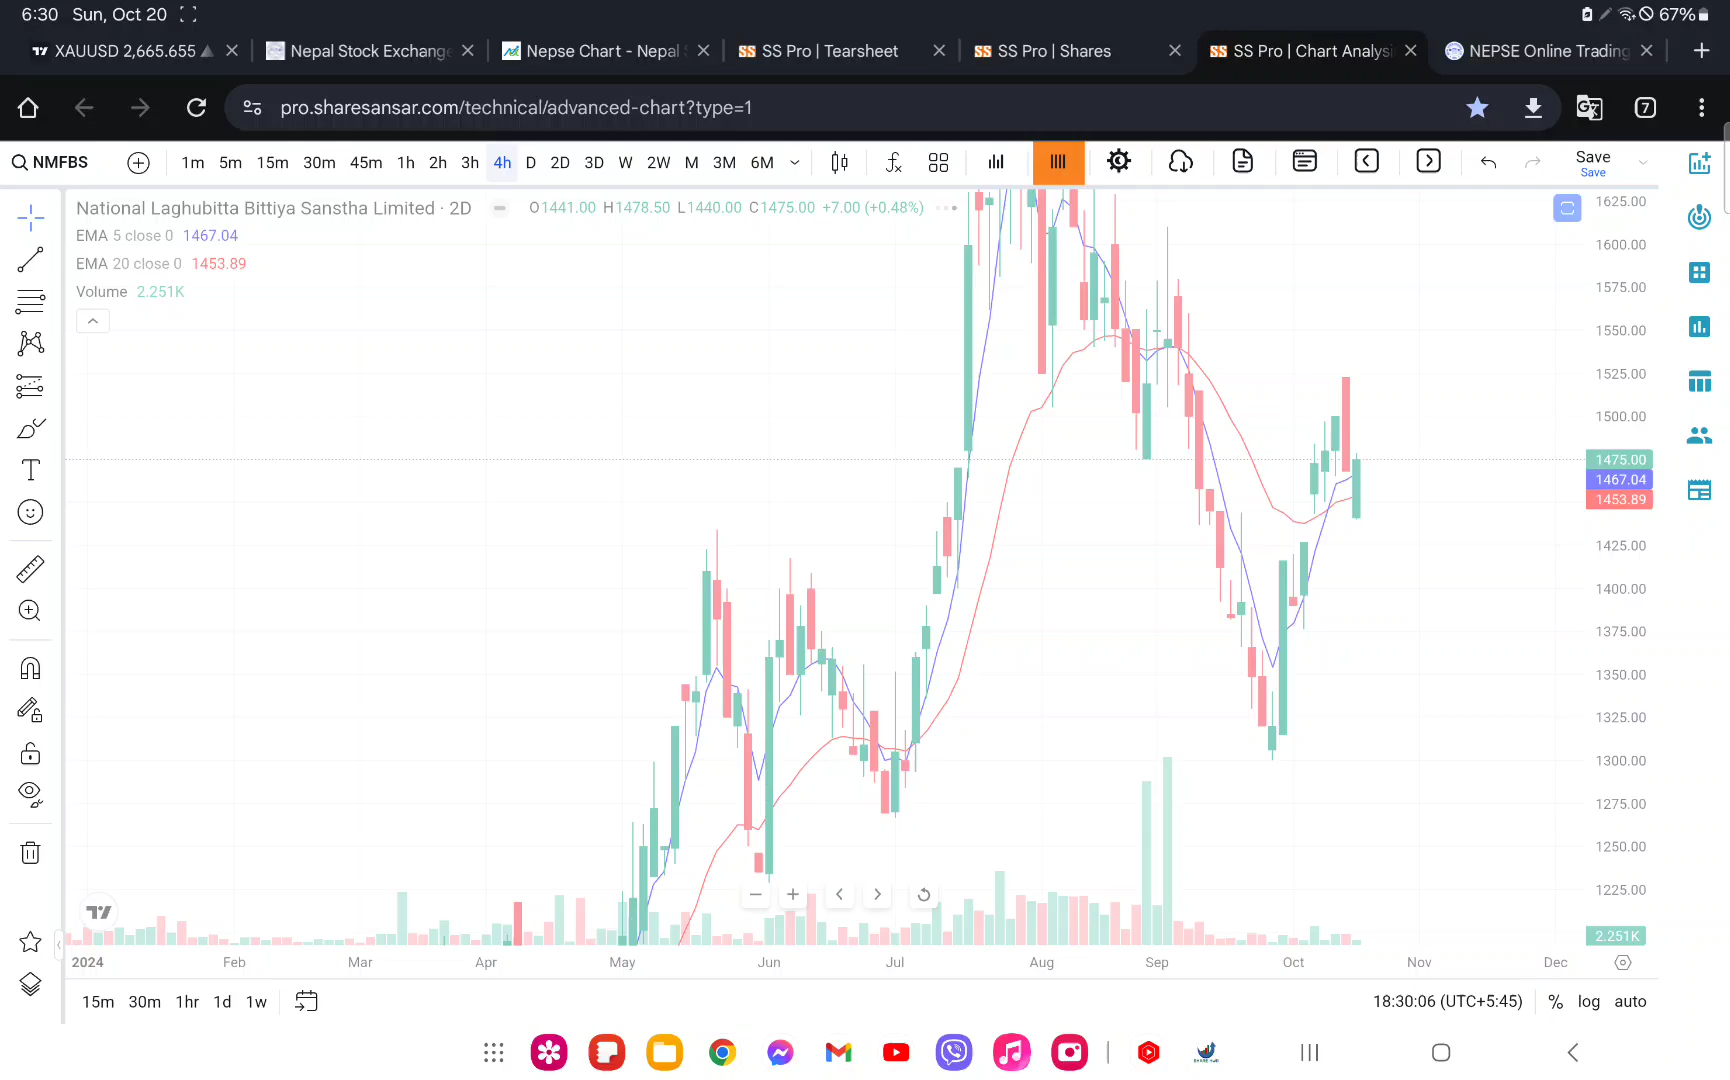 6:30 Sun, Oct 20 67%
XAUUSD 2,665.655 Nepal Stock Exchange Nepse Chart - Nepal SS Pro | Tearsheet SS Pro | Shares SS Pro | Chart Analysi NEPSE Online Trading
pro.sharesansar.com/technical/advanced-chart?type=1 7
NMFBS 1m 5m 15m 30m 45m 1h 2h 3h 4h D 2D 3D W 2W M 3M 6M Save
Save
National Laghubitta Bittiya Sanstha Limited · 2D O1441.00 H1478.50 L1440.00 C1475.00 +7.00 (+0.48%)
EMA 5 close 0 1467.04
EMA 20 close 0 1453.89
Volume 2.251K
1625.00
1600.00
1575.00
1550.00
1525.00
1500.00
1475.00
1467.04
1453.89
1425.00
1400.00
1375.00
1350.00
1325.00
1300.00
1275.00
1250.00
1225.00
2.251K
2024 Feb Mar Apr May Jun Jul Aug Sep Oct Nov Dec
15m 30m 1hr 1d 1w 18:30:06 (UTC+5:45) % log auto